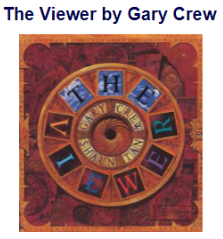 The Viewer by Gary Crew
THE
VIEWER
GARY CREW
SHAUN TAN